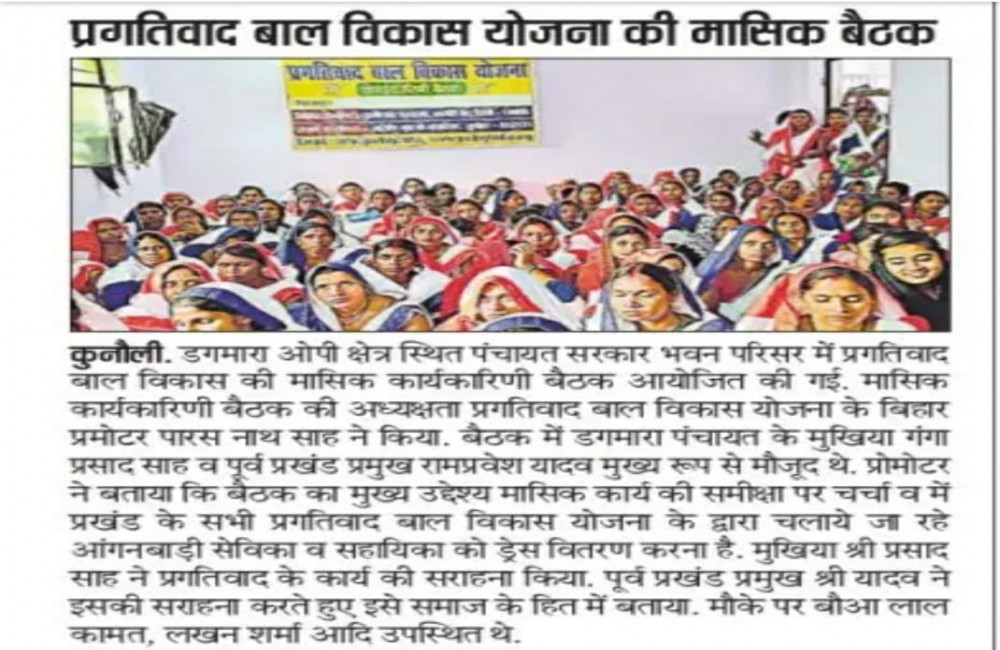 प्रगतिवाद बाल विकास योजना की मासिक बैठक
प्रगतिवाद बाल विकास योजना
कुनौली. डगमारा ओपी क्षेत्र स्थित पंचायत सरकार भवन परिसर में प्रगतिवाद
बाल विकास की मासिक कार्यकारिणी बैठक आयोजित की गई. मासिक
कार्यकारिणी बैठक की अध्यक्षता प्रगतिवाद बाल विकास योजना के बिहार
प्रमोटर पारस नाथ साह ने किया. बैठक में डगमारा पंचायत के मुखिया गंगा
प्रसाद साह व पूर्व प्रखंड प्रमुख रामप्रवेश यादव मुख्य रूप से मौजूद थे. प्रोमोटर
ने बताया कि बैठक का मुख्य उद्देश्य मासिक कार्य की समीक्षा पर चर्चा व में
प्रखंड के सभी प्रगतिवाद बाल विकास योजना के द्वारा चलाये जा रहे
आंगनबाड़ी सेविका व सहायिका को ड्रेस वितरण करना है. मुखिया श्री प्रसाद
साह ने प्रगतिवाद के कार्य की सराहना किया. पूर्व प्रखंड प्रमुख श्री यादव ने
इसकी सराहना करते हुए इसे समाज के हित में बताया. मौके पर बौआ लाल
कामत, लखन शर्मा आदि उपस्थित थे.